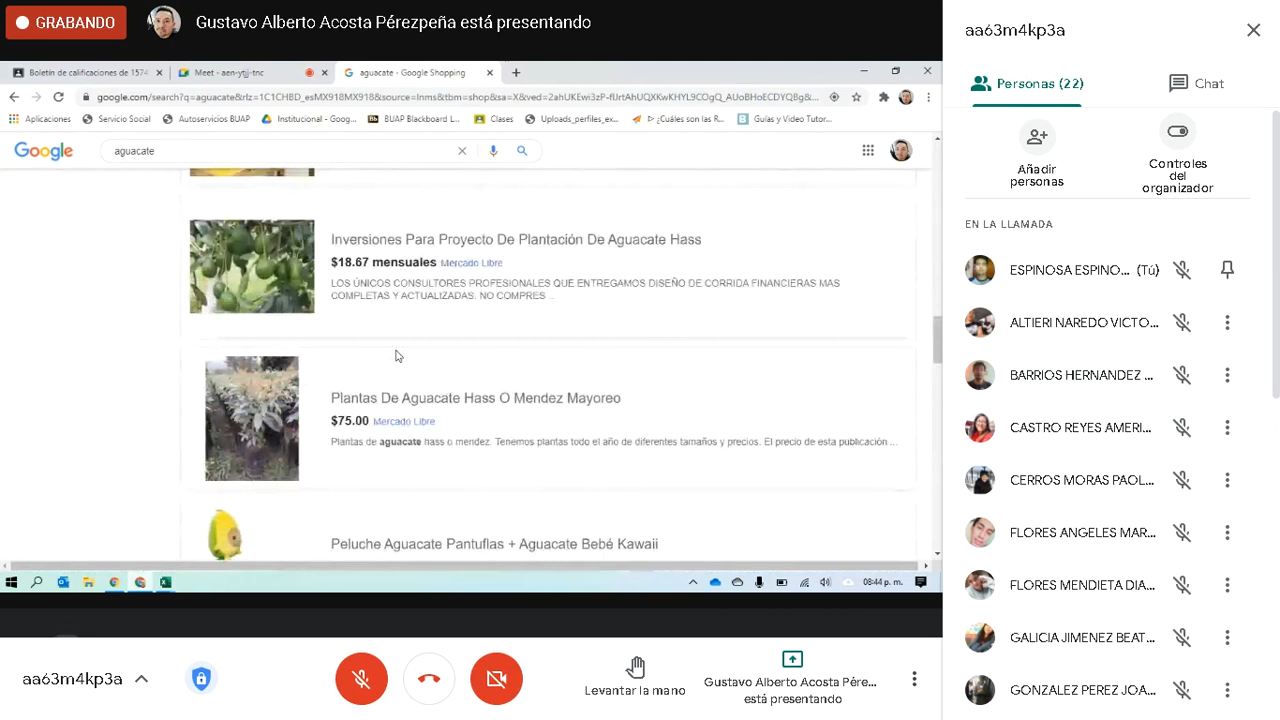 GRABANDO
Gustavo Alberto Acosta Pérezpeña está presentando
Boletín de calificaciones de 1574
Meet - aen-ytjj-tnc
aguacate - Google Shopping
Aplicaciones
Servicio Social
Autoservicios BUAP
Institucional - Goog...
BUAP Blackboard L...
Clases
Uploads_perfiles_ex...
¿Cuáles son las R...
Guías y Video Tutor...
Google
aguacate
Inversiones Para Proyecto De Plantación De Aguacate Hass
$18.67 mensuales Mercado Libre
LOS ÚNICOS CONSULTORES PROFESIONALES QUE ENTREGAMOS DISEÑO DE CORRIDA FINANCIERAS MAS
COMPLETAS Y ACTUALIZADAS. NO COMPRES ...
Plantas De Aguacate Hass O Mendez Mayoreo
$75.00 Mercado Libre
Plantas de aguacate hass o mendez. Tenemos plantas todo el año de diferentes tamaños y precios. El precio de esta publicación ...
Peluche Aguacate Pantuflas + Aguacate Bebé Kawaii
08:44 p. m.
aa63m4kp3a
Levantar la mano
Gustavo Alberto Acosta Pére...
está presentando
aa63m4kp3a
Personas (22)
Chat
Añadir
personas
Controles
del
organizador
EN LA LLAMADA
ESPINOSA ESPINO... (Tú)
ALTIERI NAREDO VICTO...
BARRIOS HERNANDEZ ...
CASTRO REYES AMERI...
CERROS MORAS PAOL...
FLORES ANGELES MAR...
FLORES MENDIETA DIA...
GALICIA JIMENEZ BEAT...
GONZALEZ PEREZ JOA...